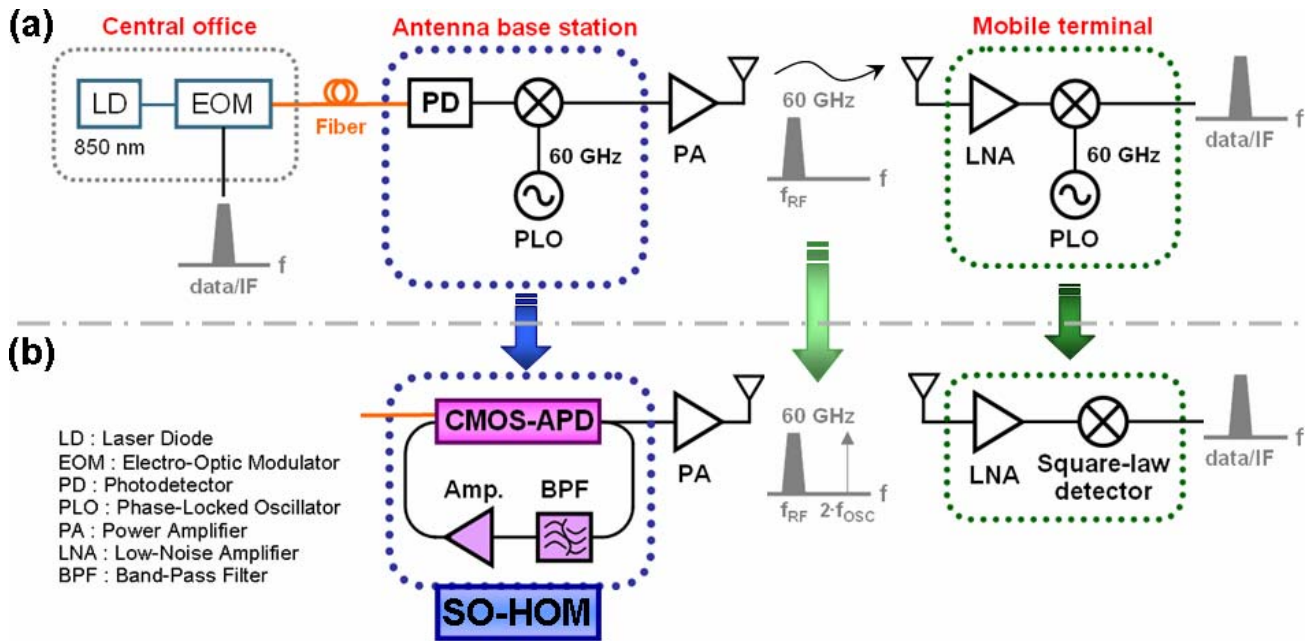 (a)
Central office
Antenna base station
Mobile terminal
LD
EOM
850 nm
Fiber
PD
60 GHz
PLO
PA
60 GHz
f
fRF
LNA
60 GHz
PLO
f
data/IF
f
data/IF
(b)
LD : Laser Diode
EOM : Electro-Optic Modulator
PD : Photodetector
PLO : Phase-Locked Oscillator
PA : Power Amplifier
LNA : Low-Noise Amplifier
BPF : Band-Pass Filter
CMOS-APD
Amp.
BPF
SO-HOM
PA
60 GHz
f
fRF
2·fOSC
LNA
Square-law
detector
f
data/IF